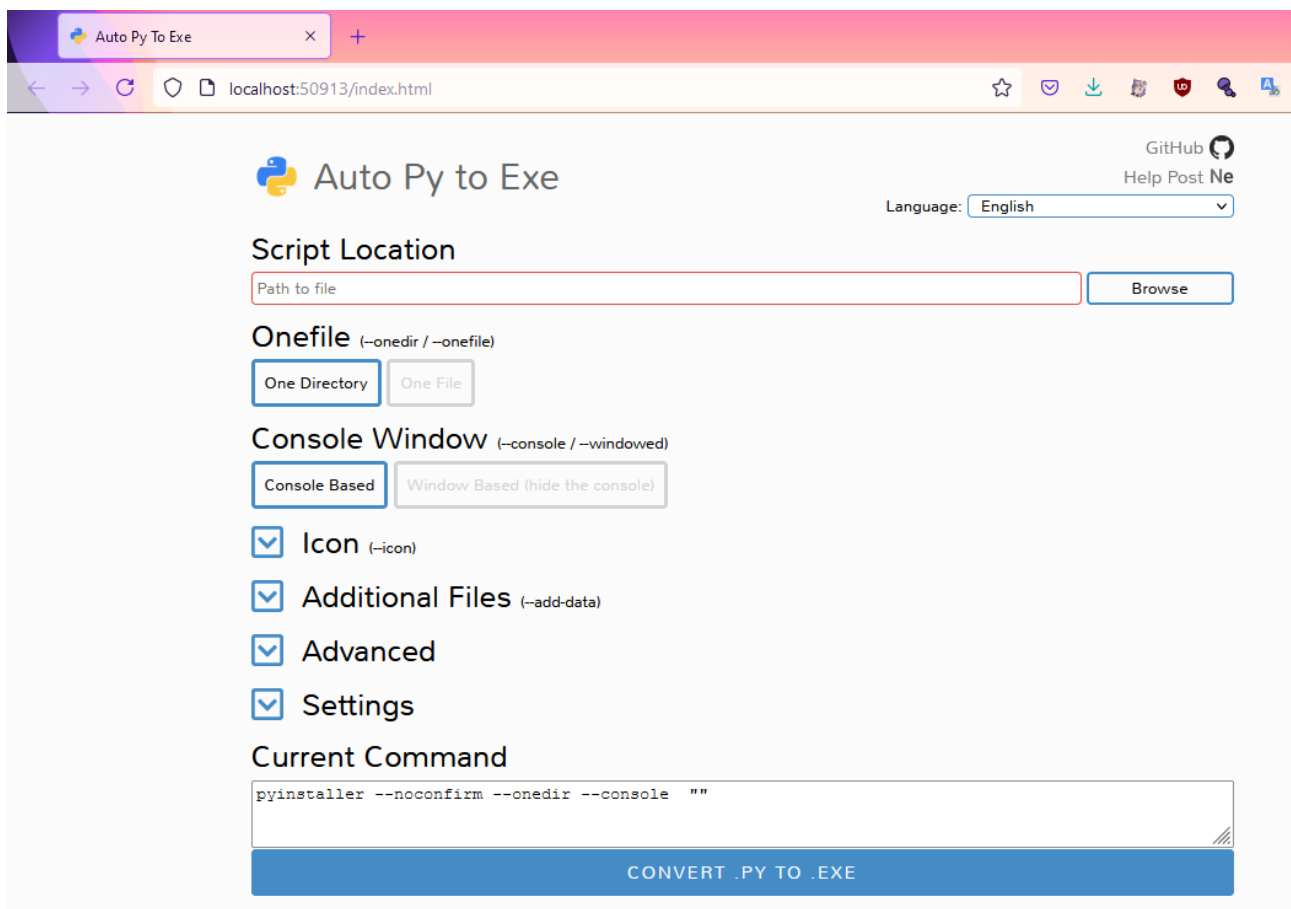 Auto Py To Exe
localhost:50913/index.html
GitHub
Help Post Ne
Auto Py to Exe
Language: English
Script Location
Path to file Browse
Onefile (--onedir / --onefile)
One Directory One File
Console Window (--console / --windowed)
Console Based Window Based (hide the console)
Icon (--icon)
Additional Files (--add-data)
Advanced
Settings
Current Command
pyinstaller --noconfirm --onedir --console  ""
CONVERT .PY TO .EXE